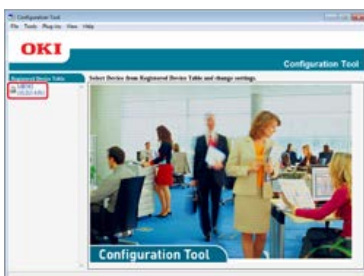 Configuration Tool
File Tools Plug-ins View Help
OKI
Configuration Tool
Registered Device Table
Select Device from Registered Device Table and change settings.
Configuration Tool